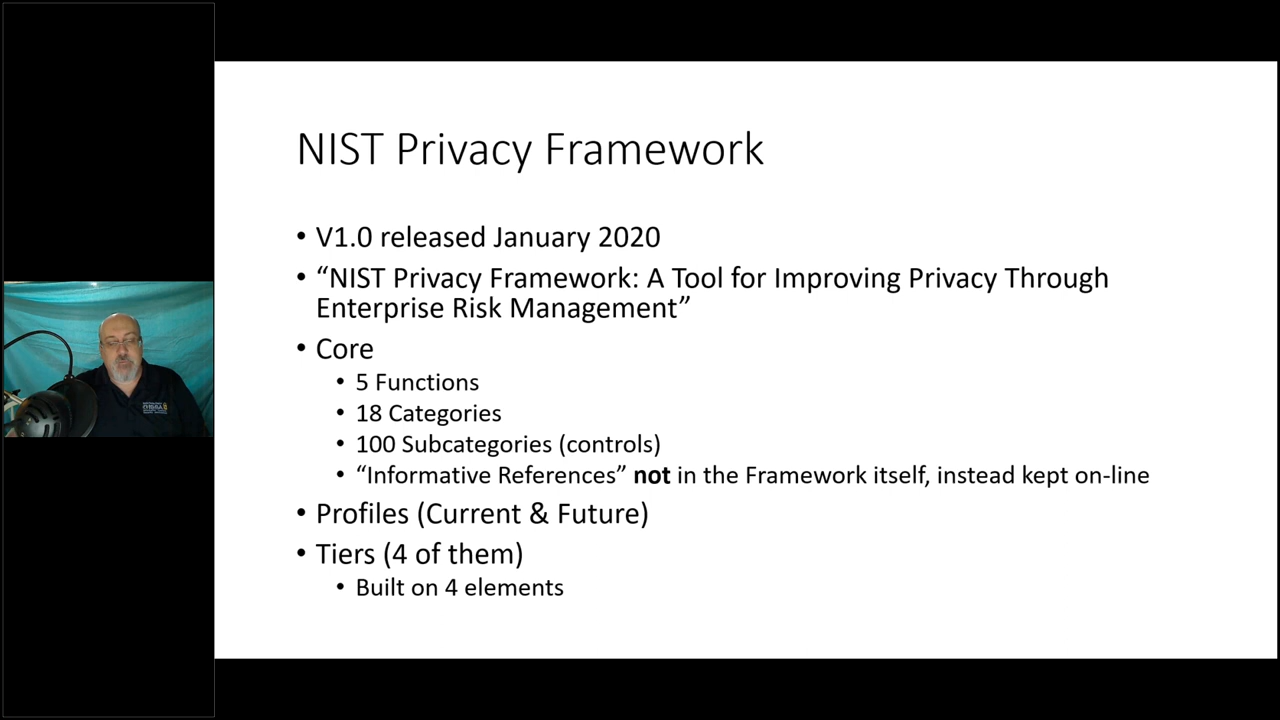 NIST Privacy Framework
• V1.0 released January 2020
• “NIST Privacy Framework: A Tool for Improving Privacy Through
Enterprise Risk Management”
• Core
• 5 Functions
• 18 Categories
• 100 Subcategories (controls)
• “Informative References” not in the Framework itself, instead kept on-line
• Profiles (Current & Future)
• Tiers (4 of them)
• Built on 4 elements